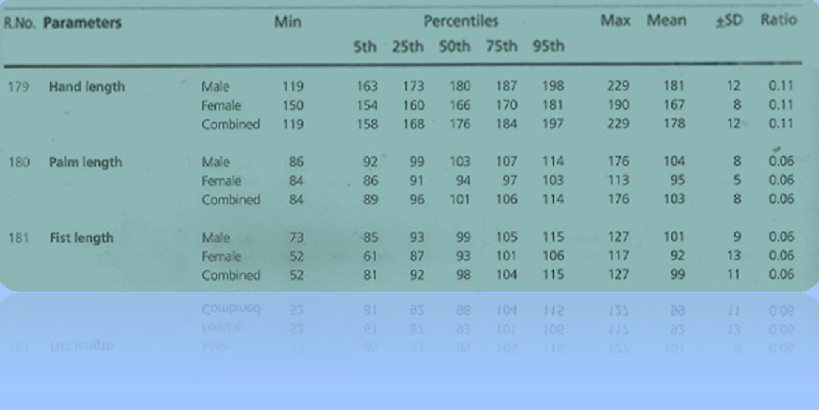 R.No. Parameters Min Percentiles Max Mean ±SD Ratio
5th 25th 50th 75th 95th
179 Hand length Male 119 163 173 180 187 198 229 181 12 0.11
Female 150 154 160 166 170 181 190 167 8 0.11
Combined 119 158 168 176 184 197 229 178 12 0.11
180 Palm length Male 86 92 99 103 107 114 176 104 8 0.06
Female 84 86 91 94 97 103 113 95 5 0.06
Combined 84 89 96 101 106 114 176 103 8 0.06
181 Fist length Male 73 85 93 99 105 115 127 101 9 0.06
Female 52 61 87 93 101 106 117 92 13 0.06
Combined 52 81 92 98 104 115 127 99 11 0.06